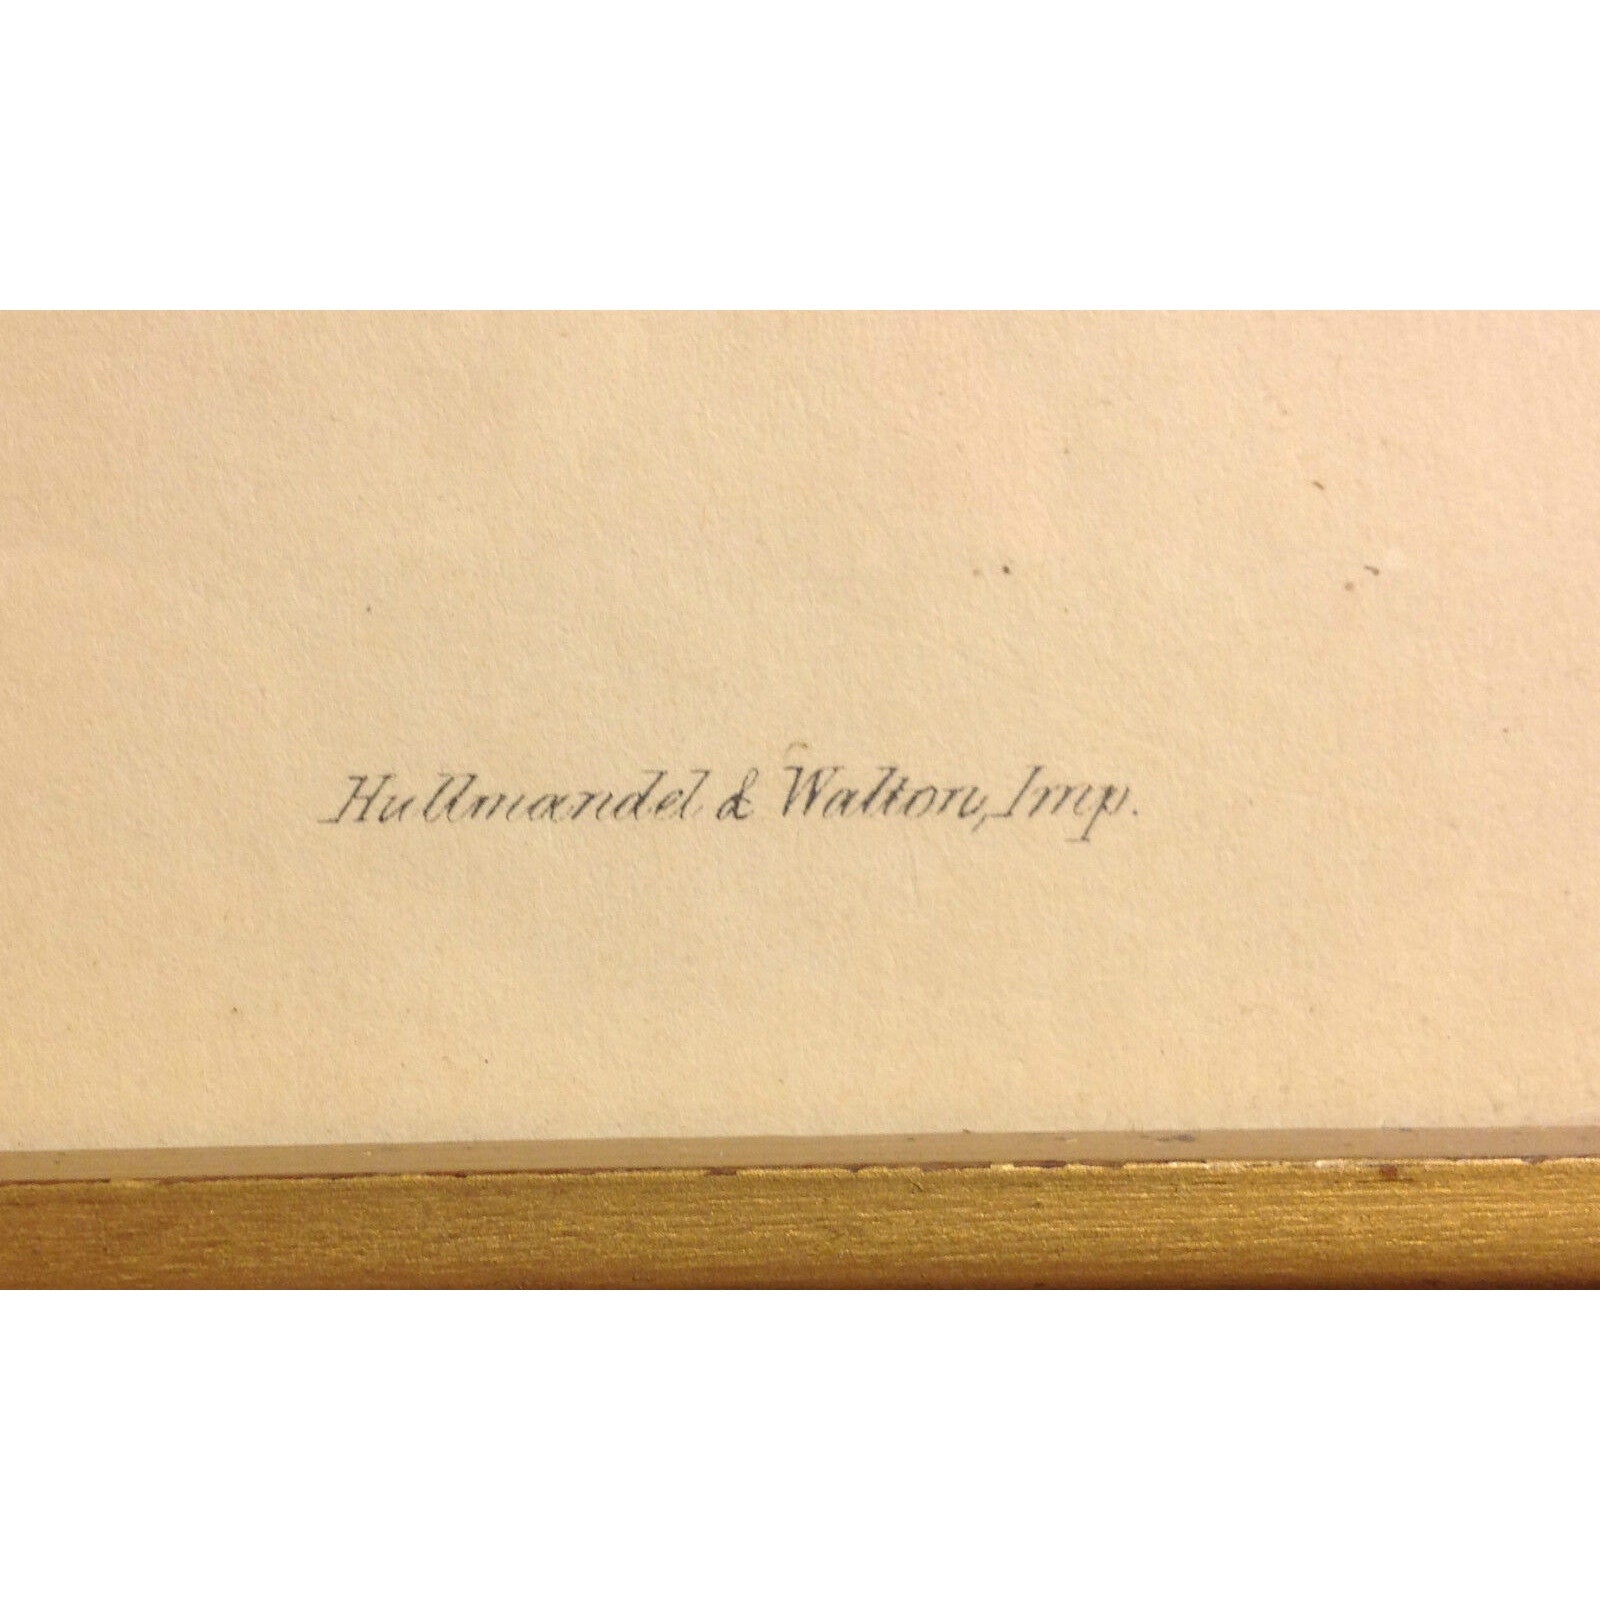 Hullmandel & Walton, Imp.